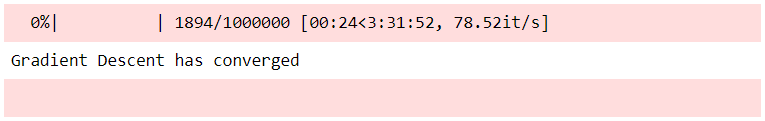 0%|          | 1894/1000000 [00:24<3:31:52, 78.52it/s]
Gradient Descent has converged